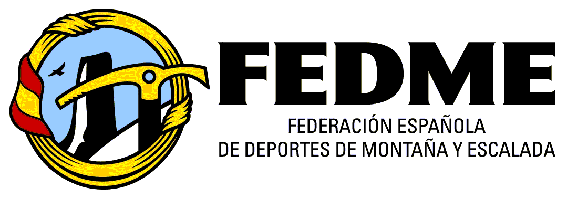 FEDME
FEDERACIÓN ESPAÑOLA
DE DEPORTES DE MONTAÑA Y ESCALADA